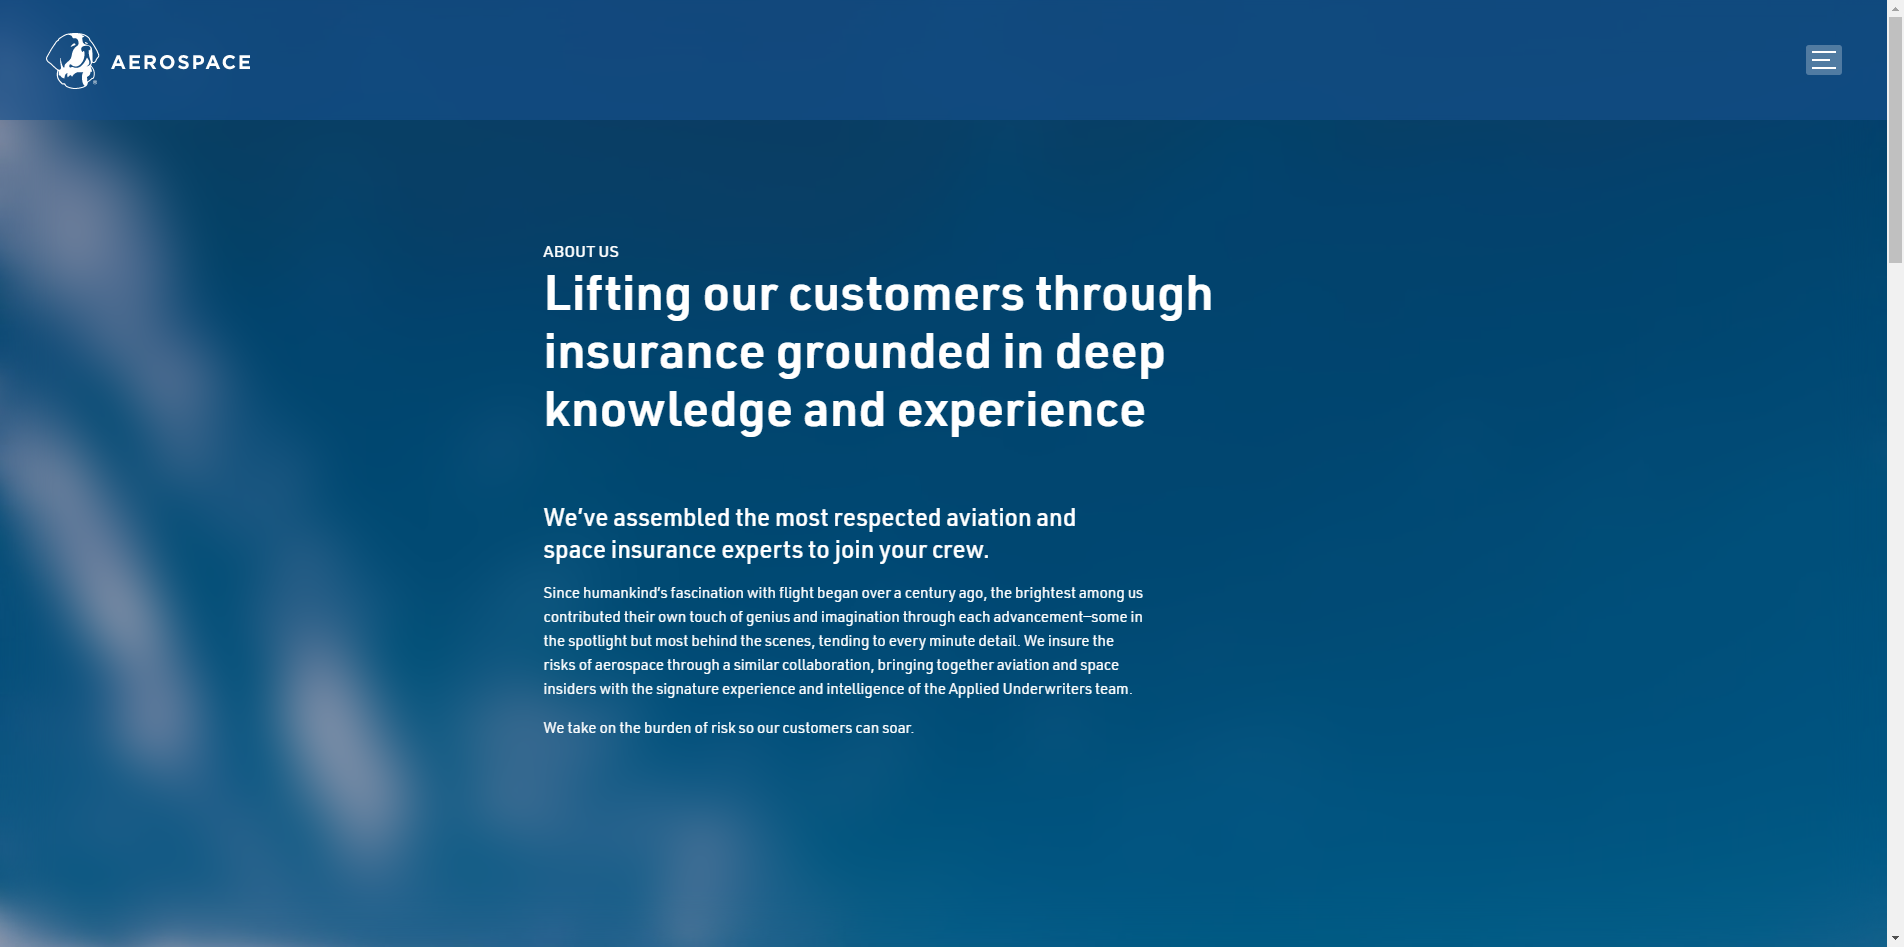 AEROSPACE
ABOUT US
Lifting our customers through
insurance grounded in deep
knowledge and experience
We’ve assembled the most respected aviation and
space insurance experts to join your crew.
Since humankind’s fascination with flight began over a century ago, the brightest among us
contributed their own touch of genius and imagination through each advancement—some in
the spotlight but most behind the scenes, tending to every minute detail. We insure the
risks of aerospace through a similar collaboration, bringing together aviation and space
insiders with the signature experience and intelligence of the Applied Underwriters team.
We take on the burden of risk so our customers can soar.